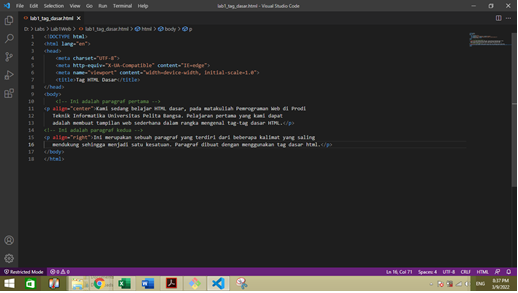 File Edit Selection View Go Run Terminal Help
lab1_tag_dasar.html - Visual Studio Code
lab1_tag_dasar.html
D: > Labs > Lab1Web > lab1_tag_dasar.html > html > body > p
1 <!DOCTYPE html>
2 <html lang="en">
3 <head>
4 <meta charset="UTF-8">
5 <meta http-equiv="X-UA-Compatible" content="IE=edge">
6 <meta name="viewport" content="width=device-width, initial-scale=1.0">
7 <title>Tag HTML Dasar</title>
8 </head>
9 <body>
10 <!-- ini adalah paragraf pertama -->
11 <p align="center">Kami sedang belajar HTML dasar, pada matakuliah Pemrograman Web di Prodi
12 Teknik Informatika Universitas Pelita Bangsa. Pelajaran pertama yang kami dapat
13 adalah membuat tampilan web sederhana dalam rangka mengenal tag-tag dasar HTML.</p>
14 <!-- ini adalah paragraf kedua -->
15 <p align="right">Ini merupakan sebuah paragraf yang terdiri dari beberapa kalimat yang saling
16 mendukung sehingga menjadi satu kesatuan. Paragraf dibuat dengan menggunakan tag dasar html.</p>
17 </body>
18 </html>
Restricted Mode 0 0
Ln 16, Col 71 Spaces: 4 UTF-8 CRLF HTML
ENG
8:37 PM
3/9/2022